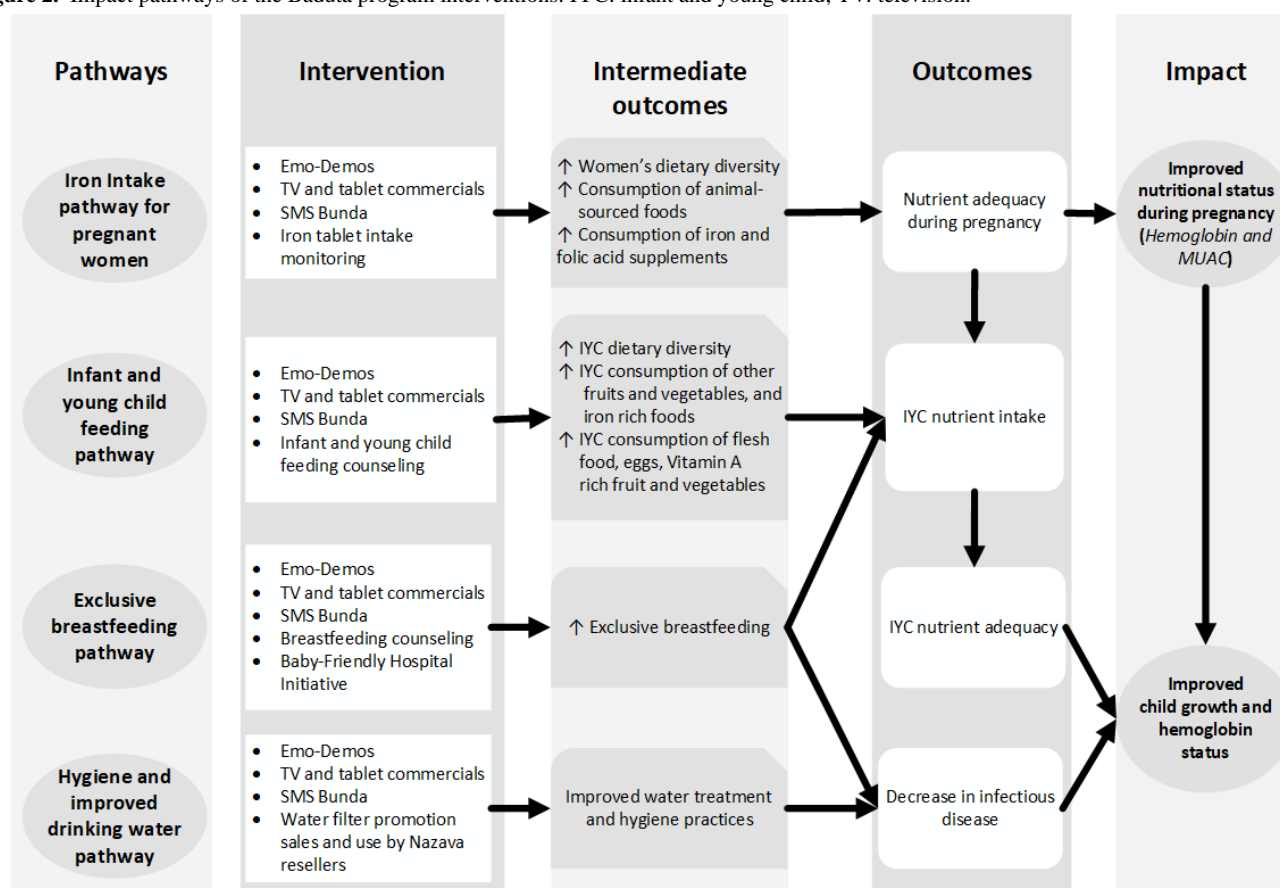 Figure 2. Impact pathways of the Baduta program interventions. IYC: infant and young child; TV: television.
Pathways
Intervention
Intermediate
outcomes
Outcomes
Impact
Iron Intake
pathway for
pregnant
women
• Emo-Demos
• TV and tablet commercials
• SMS Bunda
• Iron tablet intake
monitoring
↑ Women's dietary diversity
↑ Consumption of animal-
sourced foods
↑ Consumption of iron and
folic acid supplements
Nutrient adequacy
during pregnancy
Improved
nutritional status
during pregnancy
(Hemoglobin and
MUAC)
Infant and
young child
feeding
pathway
• Emo-Demos
• TV and tablet commercials
• SMS Bunda
• Infant and young child
feeding counseling
↑ IYC dietary diversity
↑ IYC consumption of other
fruits and vegetables, and
iron rich foods
↑ IYC consumption of flesh
food, eggs, Vitamin A
rich fruit and vegetables
IYC nutrient intake
Exclusive
breastfeeding
pathway
• Emo-Demos
• TV and tablet commercials
• SMS Bunda
• Breastfeeding counseling
• Baby-Friendly Hospital
Initiative
↑ Exclusive breastfeeding
IYC nutrient adequacy
Improved
child growth and
hemoglobin
status
Hygiene and
improved
drinking water
pathway
• Emo-Demos
• TV and tablet commercials
• SMS Bunda
• Water filter promotion
sales and use by Nazava
resellers
Improved water treatment
and hygiene practices
Decrease in infectious
disease